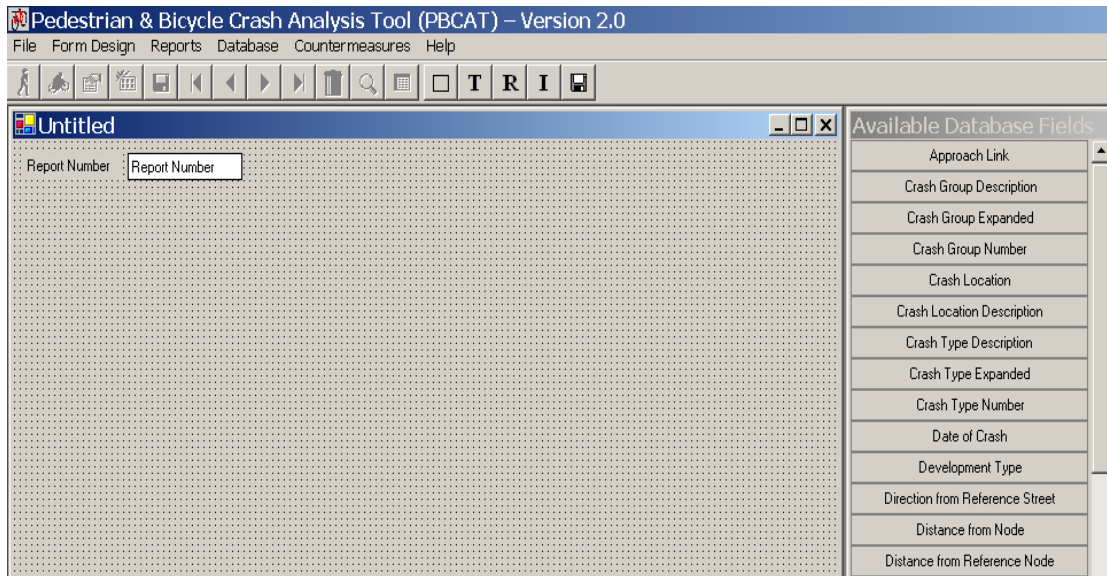 Pedestrian & Bicycle Crash Analysis Tool (PBCAT) – Version 2.0
File Form Design Reports Database Countermeasures Help
T R I
Untitled
Available Database Fields
Report Number Report Number
Approach Link
Crash Group Description
Crash Group Expanded
Crash Group Number
Crash Location
Crash Location Description
Crash Type Description
Crash Type Expanded
Crash Type Number
Date of Crash
Development Type
Direction from Reference Street
Distance from Node
Distance from Reference Node